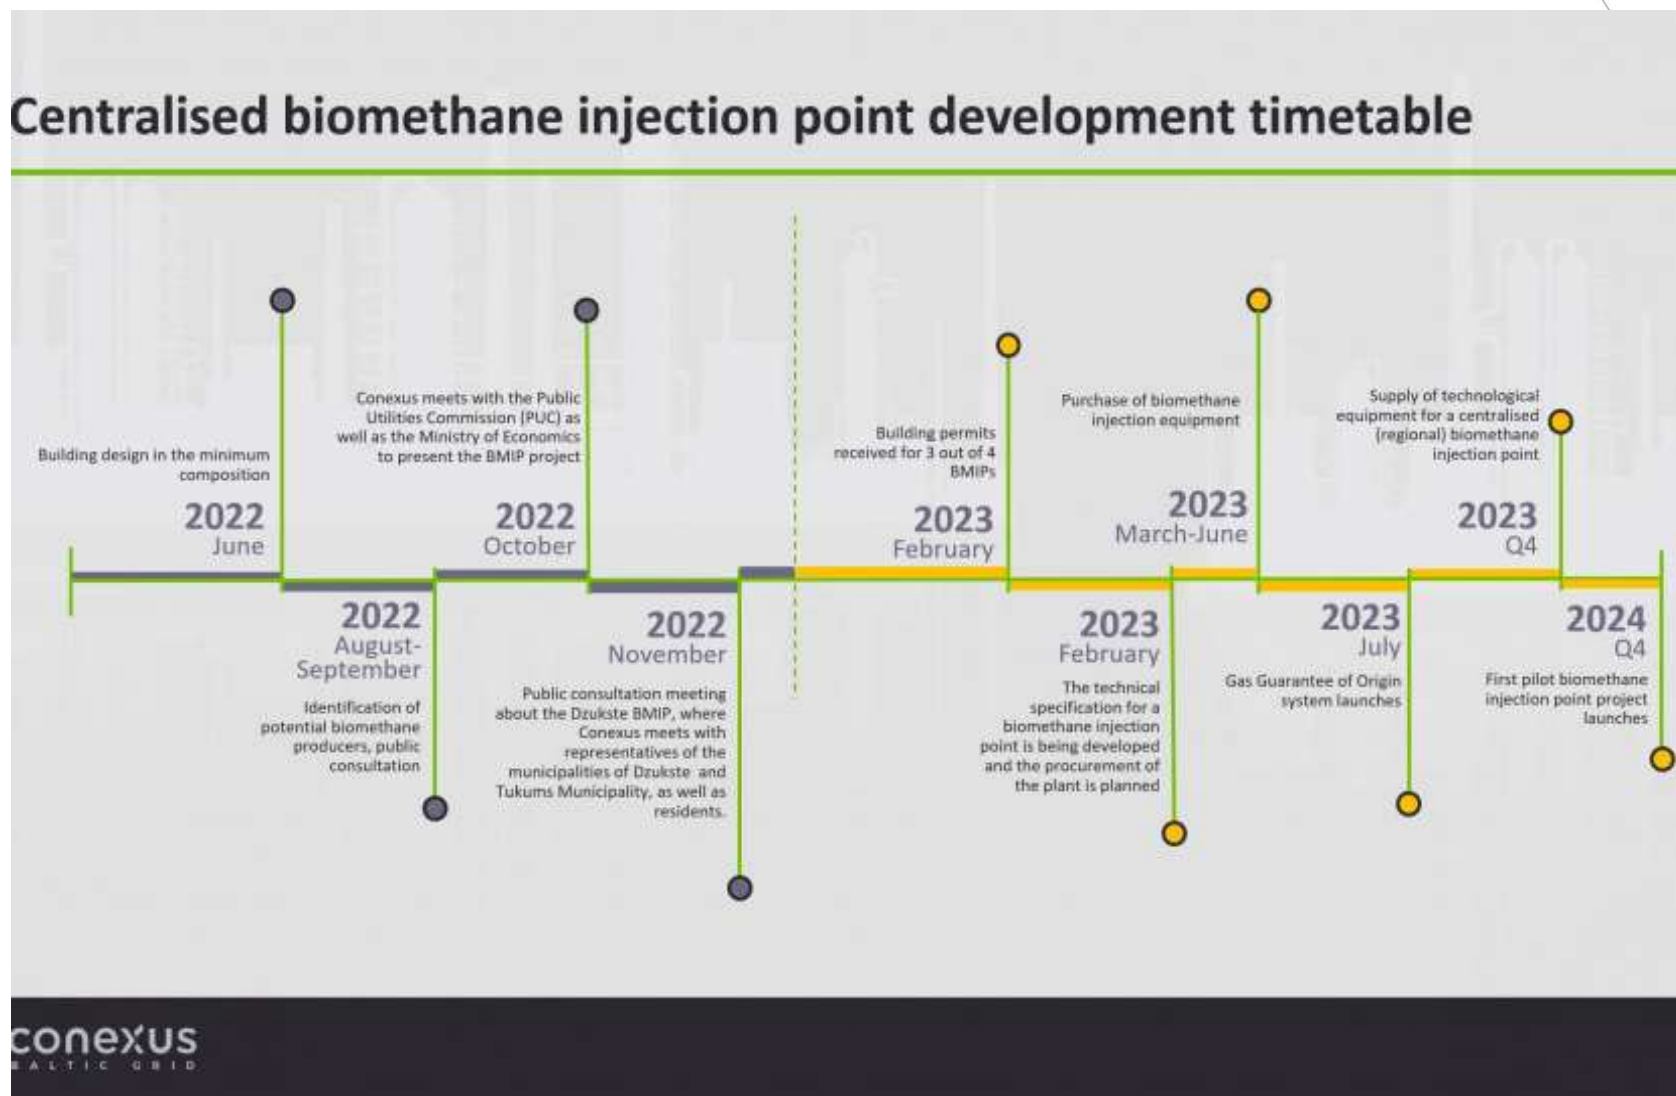 Centralised biomethane injection point development timetable
Building design in the minimum
composition
2022
June
Conexus meets with the Public
Utilities Commission (PUC) as
well as the Ministry of Economics
to present the BMIP project
2022
October
Building permits
received for 3 out of 4
BMIPs
2023
February
Purchase of biomethane
injection equipment
2023
March-June
Supply of technological
equipment for a centralised
(regional) biomethane
injection point
2023
Q4
2022
August-
September
Identification of
potential biomethane
producers, public
consultation
2022
November
Public consultation meeting
about the Dzukste BMIP, where
Conexus meets with
representatives of the
municipalities of Dzukste and
Tukums Municipality, as well as
residents.
2023
February
The technical
specification for a
biomethane injection
point is being developed
and the procurement of
the plant is planned
2023
July
Gas Guarantee of Origin
system launches
2024
Q4
First pilot biomethane
injection point project
launches
conexus
BALTIC GRID